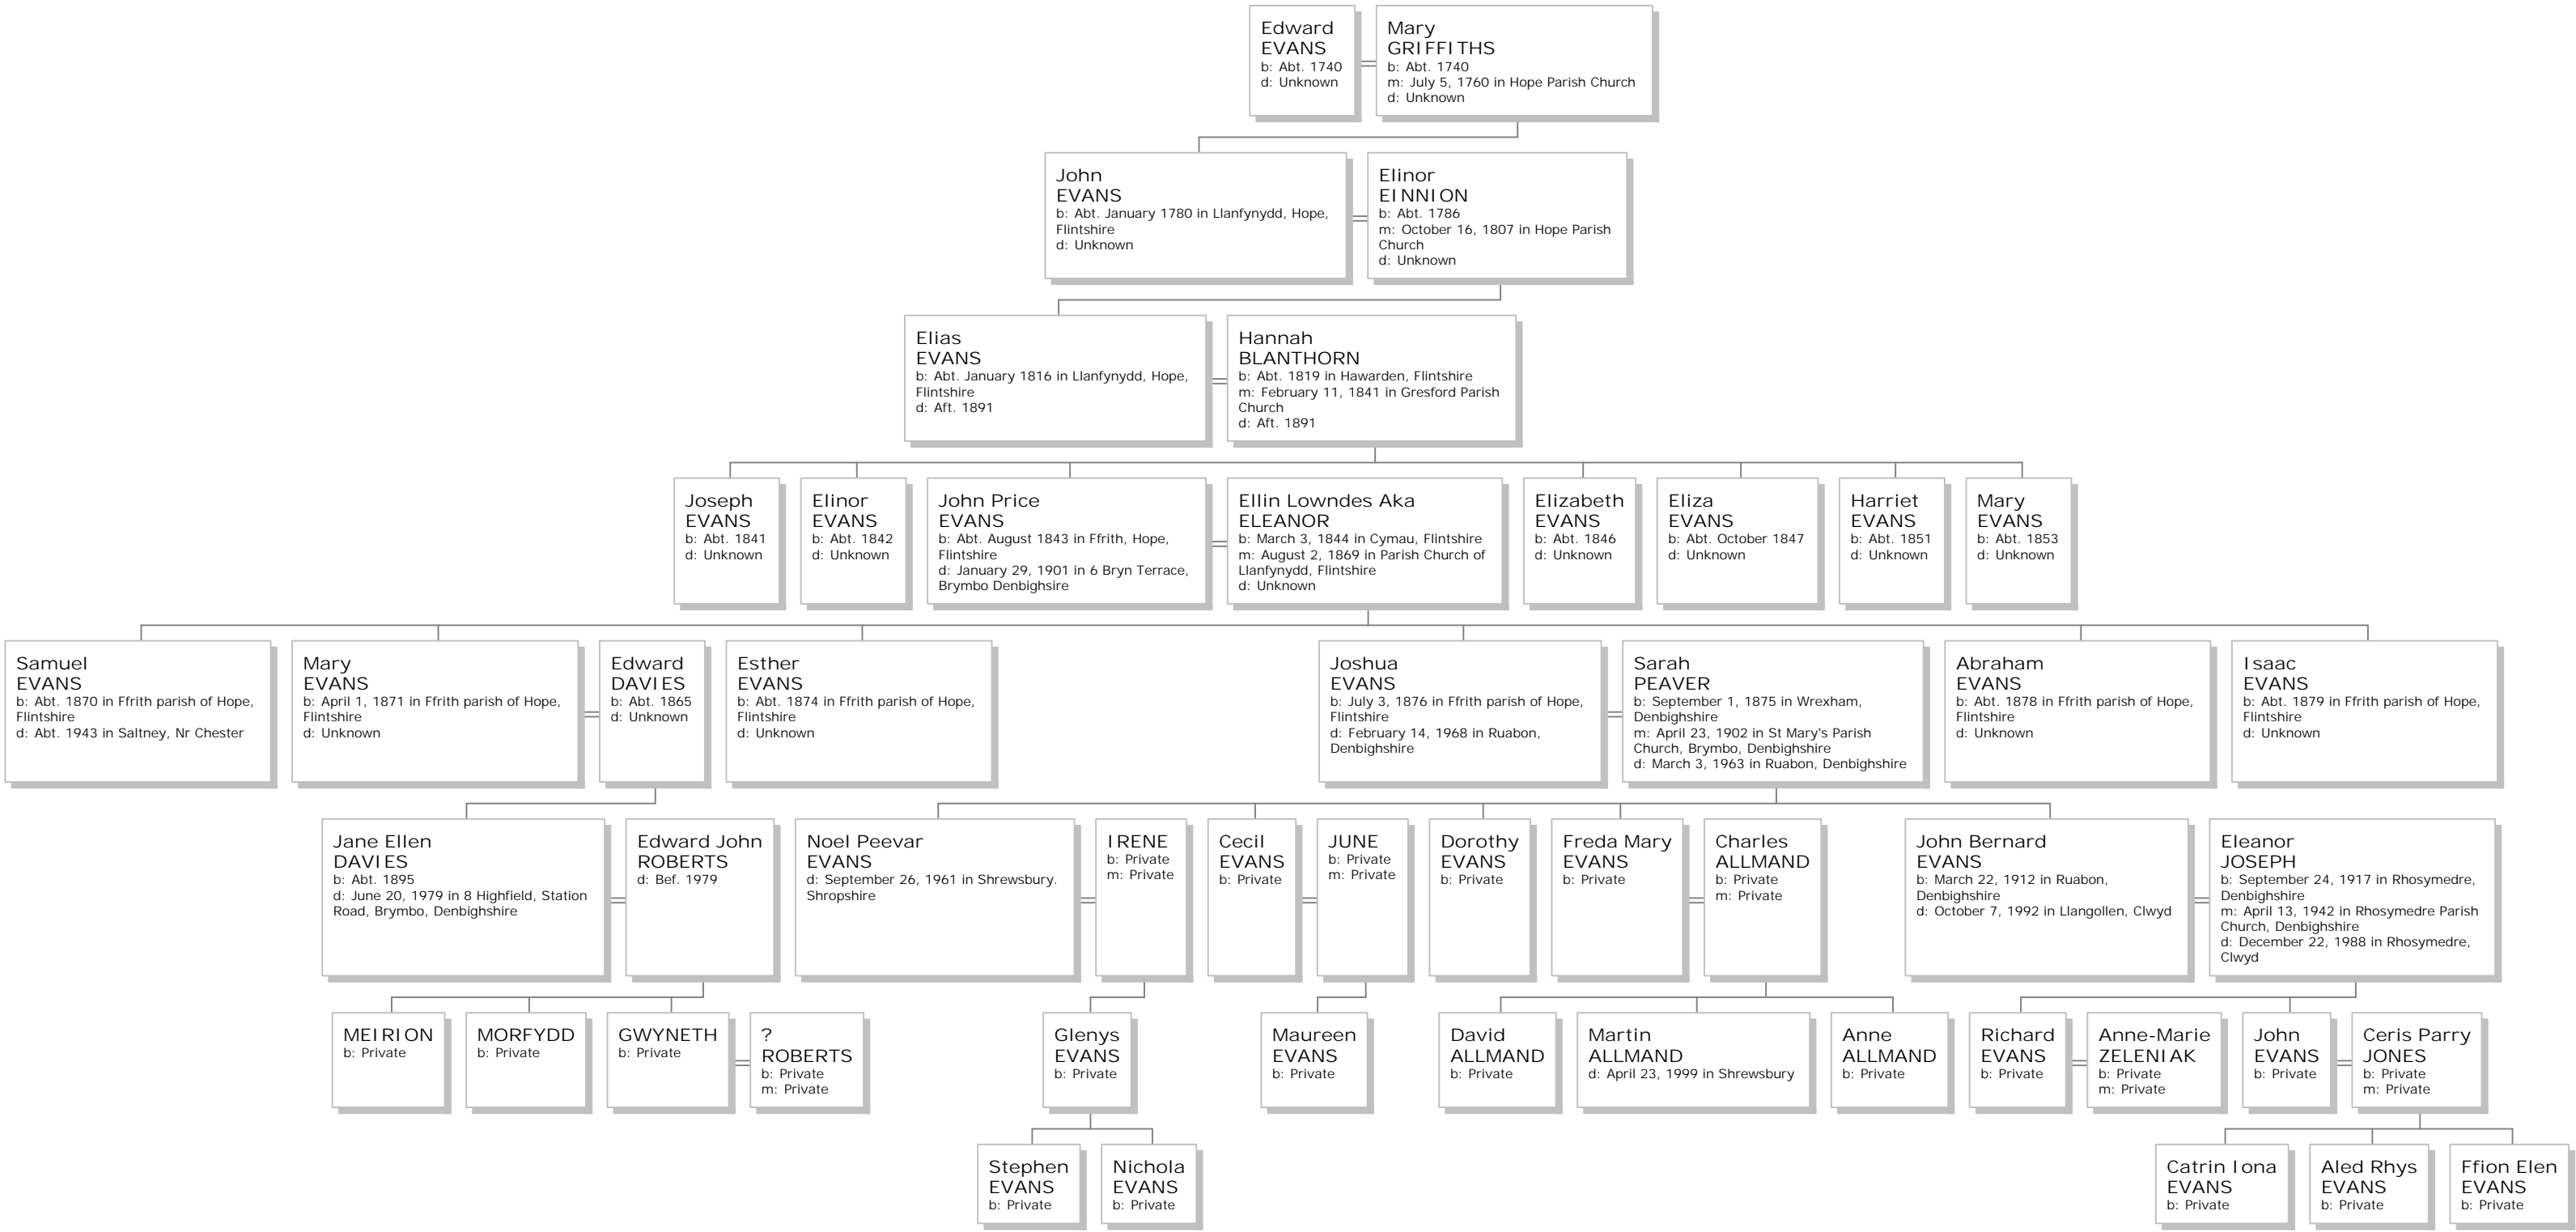 Edward
EVANS
b: Abt. 1740
d: Unknown
Mary
GRIFFITHS
b: Abt. 1740
m: July 5, 1760 in Hope Parish Church
d: Unknown
John
EVANS
b: Abt. January 1780 in Llanfynydd, Hope,
Flintshire
d: Unknown
Elinor
EINNION
b: Abt. 1786
m: October 16, 1807 in Hope Parish
Church
d: Unknown
Elias
EVANS
b: Abt. January 1816 in Llanfynydd, Hope,
Flintshire
d: Aft. 1891
Hannah
BLANTHORN
b: Abt. 1819 in Hawarden, Flintshire
m: February 11, 1841 in Gresford Parish
Church
d: Aft. 1891
Joseph
EVANS
b: Abt. 1841
d: Unknown
Elinor
EVANS
b: Abt. 1842
d: Unknown
John Price
EVANS
b: Abt. August 1843 in Ffrith, Hope,
Flintshire
d: January 29, 1901 in 6 Bryn Terrace,
Brymbo Denbighsire
Ellin Lowndes Aka
ELEANOR
b: March 3, 1844 in Cymau, Flintshire
m: August 2, 1869 in Parish Church of
Llanfynydd, Flintshire
d: Unknown
Elizabeth
EVANS
b: Abt. 1846
d: Unknown
Eliza
EVANS
b: Abt. October 1847
d: Unknown
Harriet
EVANS
b: Abt. 1851
d: Unknown
Mary
EVANS
b: Abt. 1853
d: Unknown
Samuel
EVANS
b: Abt. 1870 in Ffrith parish of Hope,
Flintshire
d: Abt. 1943 in Saltney, Nr Chester
Mary
EVANS
b: April 1, 1871 in Ffrith parish of Hope,
Flintshire
d: Unknown
Edward
DAVIES
b: Abt. 1865
d: Unknown
Esther
EVANS
b: Abt. 1874 in Ffrith parish of Hope,
Flintshire
d: Unknown
Joshua
EVANS
b: July 3, 1876 in Ffrith parish of Hope,
Flintshire
d: February 14, 1968 in Ruabon,
Denbighshire
Sarah
PEAVER
b: September 1, 1875 in Wrexham,
Denbighshire
m: April 23, 1902 in St Mary's Parish
Church, Brymbo, Denbighshire
d: March 3, 1963 in Ruabon, Denbighshire
Abraham
EVANS
b: Abt. 1878 in Ffrith parish of Hope,
Flintshire
d: Unknown
Isaac
EVANS
b: Abt. 1879 in Ffrith parish of Hope,
Flintshire
d: Unknown
Jane Ellen
DAVIES
b: Abt. 1895
d: June 20, 1979 in 8 Highfield, Station
Road, Brymbo, Denbighshire
Edward John
ROBERTS
d: Bef. 1979
Noel Peevar
EVANS
d: September 26, 1961 in Shrewsbury.
Shropshire
IRENE
b: Private
m: Private
Cecil
EVANS
b: Private
JUNE
b: Private
m: Private
Dorothy
EVANS
b: Private
Freda Mary
EVANS
b: Private
Charles
ALLMAND
b: Private
m: Private
John Bernard
EVANS
b: March 22, 1912 in Ruabon,
Denbighshire
d: October 7, 1992 in Llangollen, Clwyd
Eleanor
JOSEPH
b: September 24, 1917 in Rhosymedre,
Denbighshire
m: April 13, 1942 in Rhosymedre Parish
Church, Denbighshire
d: December 22, 1988 in Rhosymedre,
Clwyd
MEIRION
b: Private
MORFYDD
b: Private
GWYNETH
b: Private
?
ROBERTS
b: Private
m: Private
Glenys
EVANS
b: Private
Maureen
EVANS
b: Private
David
ALLMAND
b: Private
Martin
ALLMAND
d: April 23, 1999 in Shrewsbury
Anne
ALLMAND
b: Private
Richard
EVANS
b: Private
Anne-Marie
ZELENIAK
b: Private
m: Private
John
EVANS
b: Private
Ceris Parry
JONES
b: Private
m: Private
Stephen
EVANS
b: Private
Nichola
EVANS
b: Private
Catrin Iona
EVANS
b: Private
Aled Rhys
EVANS
b: Private
Ffion Elen
EVANS
b: Private